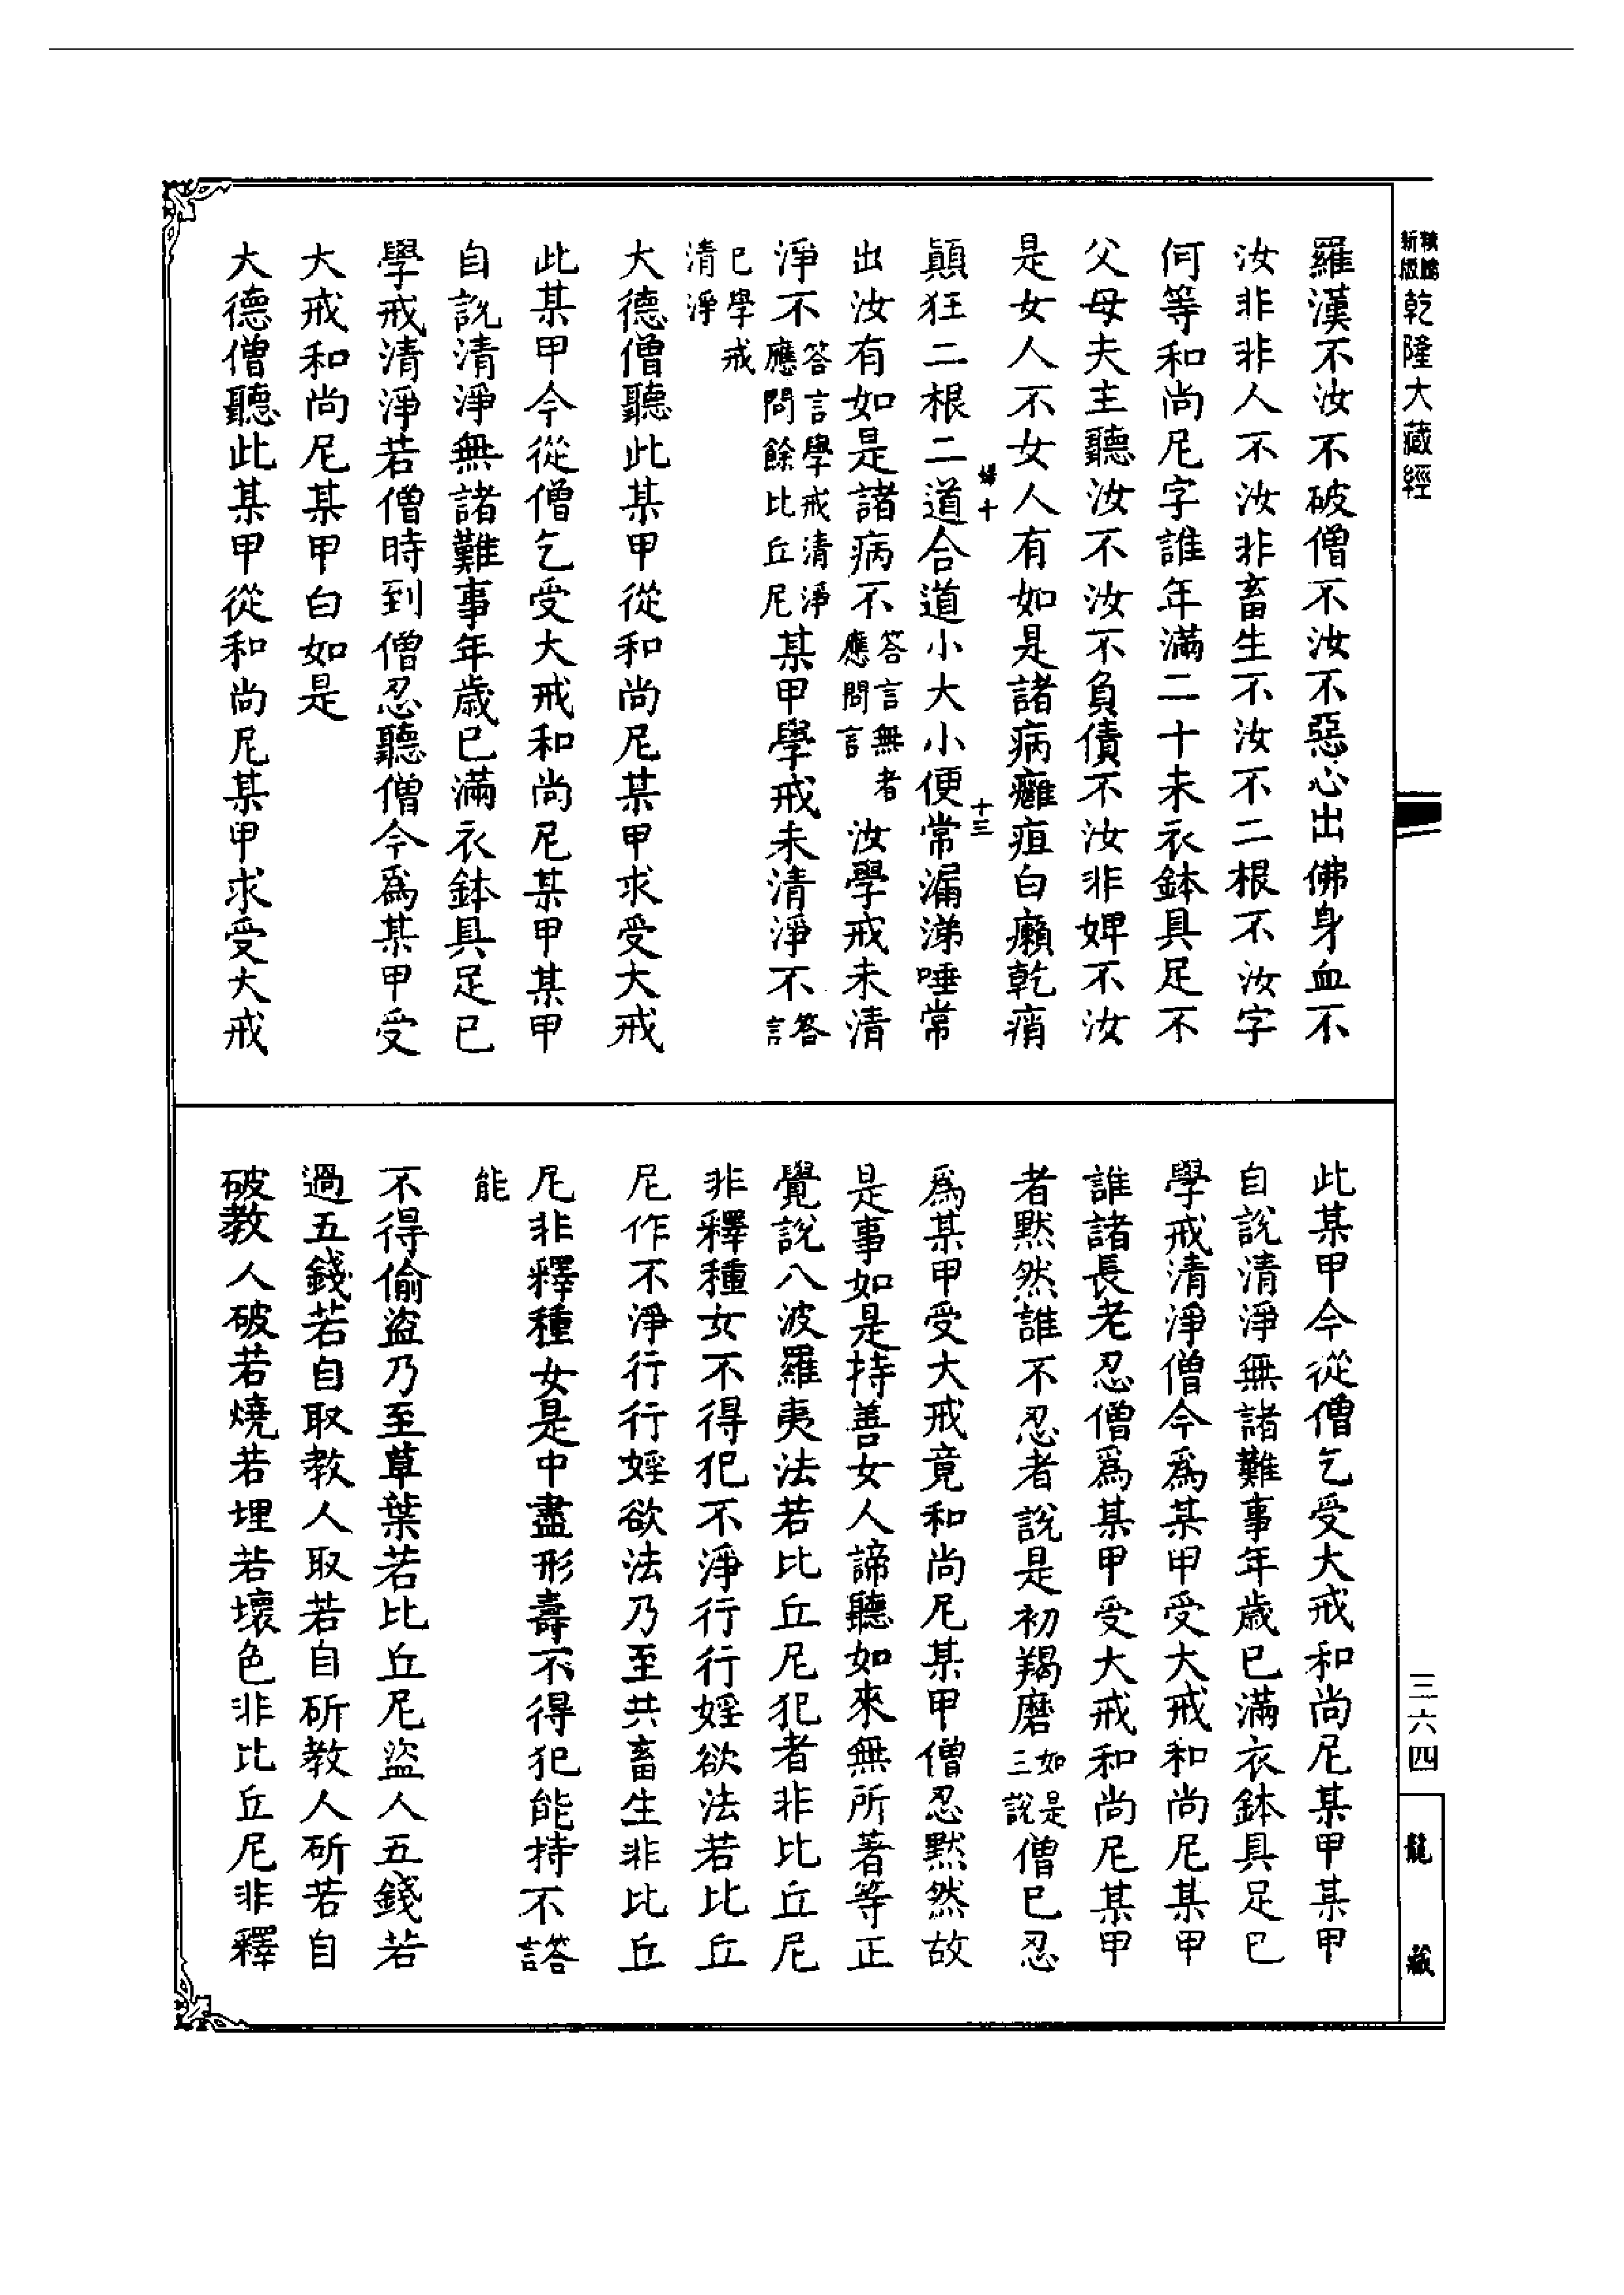 新版
乾隆大藏經
羅漢不汝不破僧不汝不惡心出佛身血不
汝非非人不汝非畜生不汝不二根不汝字
何等和尚尼字誰年滿二十未衣鉢具足不
父母夫主聽汝不汝不負債不汝非婢不汝
是女人不女人有如是諸病癰疽白癩乾痟
十
十三
顛狂二根二道合道小大小便常漏涕唾常
出汝有如是諸病不答言無者應問言汝學戒未清
淨不答言學戒清淨應問餘比丘尼某甲學戒未清淨不答言
已學戒清淨
大德僧聽此某甲從和尚尼某甲求受大戒
此某甲今從僧乞受大戒和尚尼某甲某甲
自說清淨無諸難事年歲已滿衣鉢具足已
學戒清淨若僧時到僧忍聽僧今爲某甲受
大戒和尚尼某甲白如是
大德僧聽此某甲從和尚尼某甲求受大戒
此某甲今從僧乞受大戒和尚尼某甲某甲
自說清淨無諸難事年歲已滿衣鉢具足已
學戒清淨僧今爲某甲受大戒和尚尼某甲
誰諸長老忍僧爲某甲受大戒和尚尼某甲
者默然誰不忍者說是初羯磨如是三說僧已忍
爲某甲受大戒竟和尚尼某甲僧忍默然故
是事如是持善女人諦聽如來無所著等正
覺說八波羅夷法若比丘尼犯者非比丘尼
非釋種女不得犯不淨行行婬欲法若比丘
尼作不淨行行婬欲法乃至共畜生非比丘
尼非釋種女是中盡形壽不得犯能持不答言
能
不得偷盜乃至草葉若比丘尼盜人五錢若
過五錢若自取教人取若自斫教人斫若自
破教人破若燒若埋若壞色非比丘尼非釋
三六四
龍藏